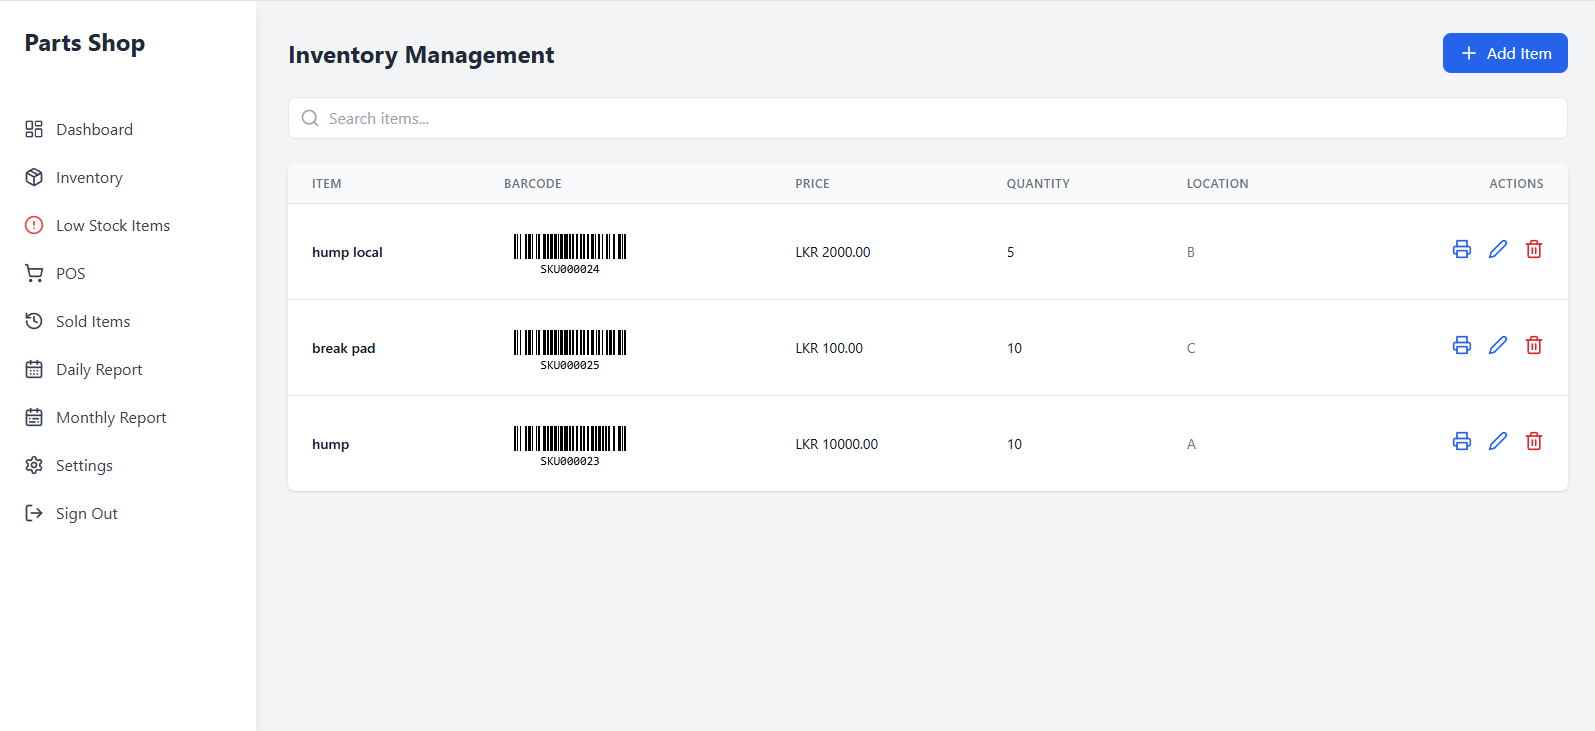 Parts Shop
Dashboard
Inventory
Low Stock Items
POS
Sold Items
Daily Report
Monthly Report
Settings
Sign Out
Inventory Management
Add Item
Search items...
ITEM BARCODE PRICE QUANTITY LOCATION ACTIONS
hump local SKU000024 LKR 2000.00 5 B
break pad SKU000025 LKR 100.00 10 C
hump SKU000023 LKR 10000.00 10 A